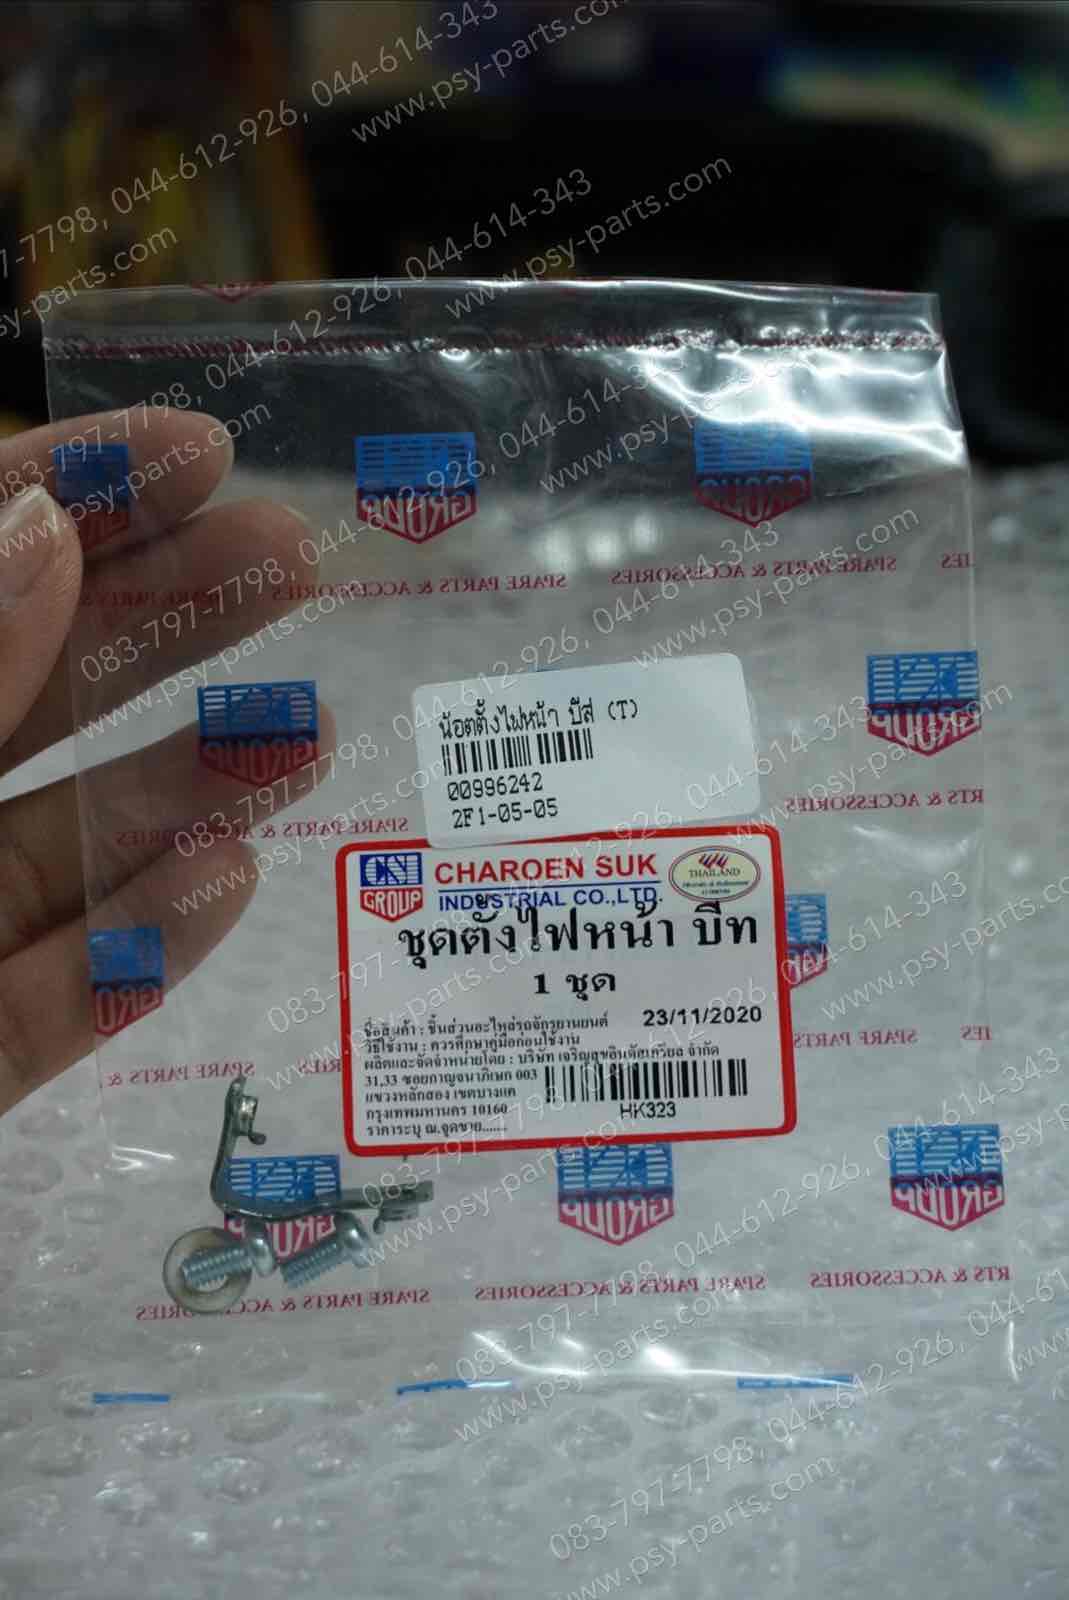 083-797-7798, 044-612-926, 044-614-343
www.psy-parts.com
GROUP
SPARE PARTS & ACCESSORIES
น้อตตั้งไฟหน้า บีส (T)
00996242
2F1-05-05
CSI GROUP
CHAROEN SUK
INDUSTRIAL CO.,LTD.
THAILAND
ชุดตั้งไฟหน้า บีท
1 ชุด
23/11/2020
ชื่อสินค้า : ชิ้นส่วนอะไหล่รถจักรยานยนต์
วิธีใช้งาน : ควรศึกษาคู่มือก่อนใช้งาน
ผลิตและจัดจำหน่ายโดย : บริษัท เจริญสุขอินดัสเตรียล จำกัด
31,33 ซอยกาญจนาภิเษก 003
แขวงหลักสอง เขตบางแค
กรุงเทพมหานคร 10160
ราคาระบุ ณ.จุดขาย......
HK323